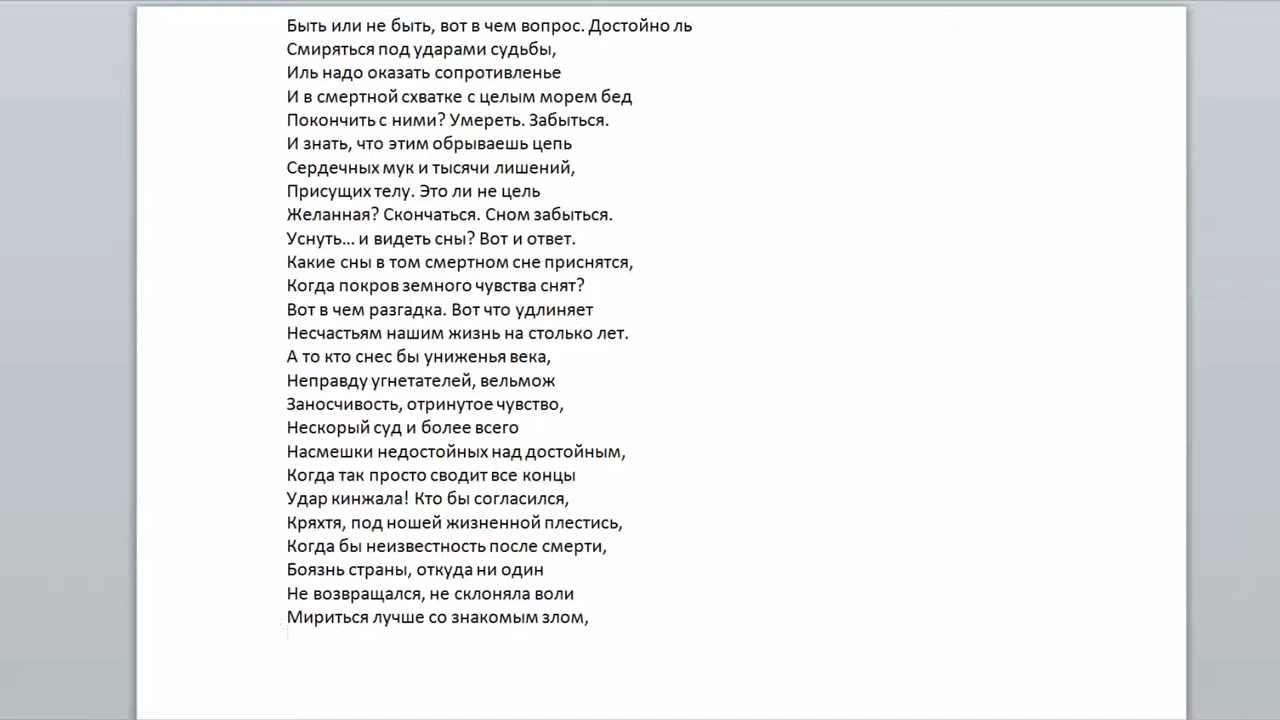 Быть или не быть, вот в чем вопрос. Достойно ль
Смиряться под ударами судьбы,
Иль надо оказать сопротивленье
И в смертной схватке с целым морем бед
Покончить с ними? Умереть. Забыться.
И знать, что этим обрываешь цепь
Сердечных мук и тысячи лишений,
Присущих телу. Это ли не цель
Желанная? Скончаться. Сном забыться.
Уснуть... и видеть сны? Вот и ответ.
Какие сны в том смертном сне приснятся,
Когда покров земного чувства снят?
Вот в чем разгадка. Вот что удлиняет
Несчастьям нашим жизнь на столько лет.
А то кто снес бы униженья века,
Неправду угнетателей, вельмож
Заносчивость, отринутое чувство,
Нескорый суд и более всего
Насмешки недостойных над достойным,
Когда так просто сводит все концы
Удар кинжала! Кто бы согласился,
Кряхтя, под ношей жизненной плестись,
Когда бы неизвестность после смерти,
Боязнь страны, откуда ни один
Не возвращался, не склоняла воли
Мириться лучше со знакомым злом,